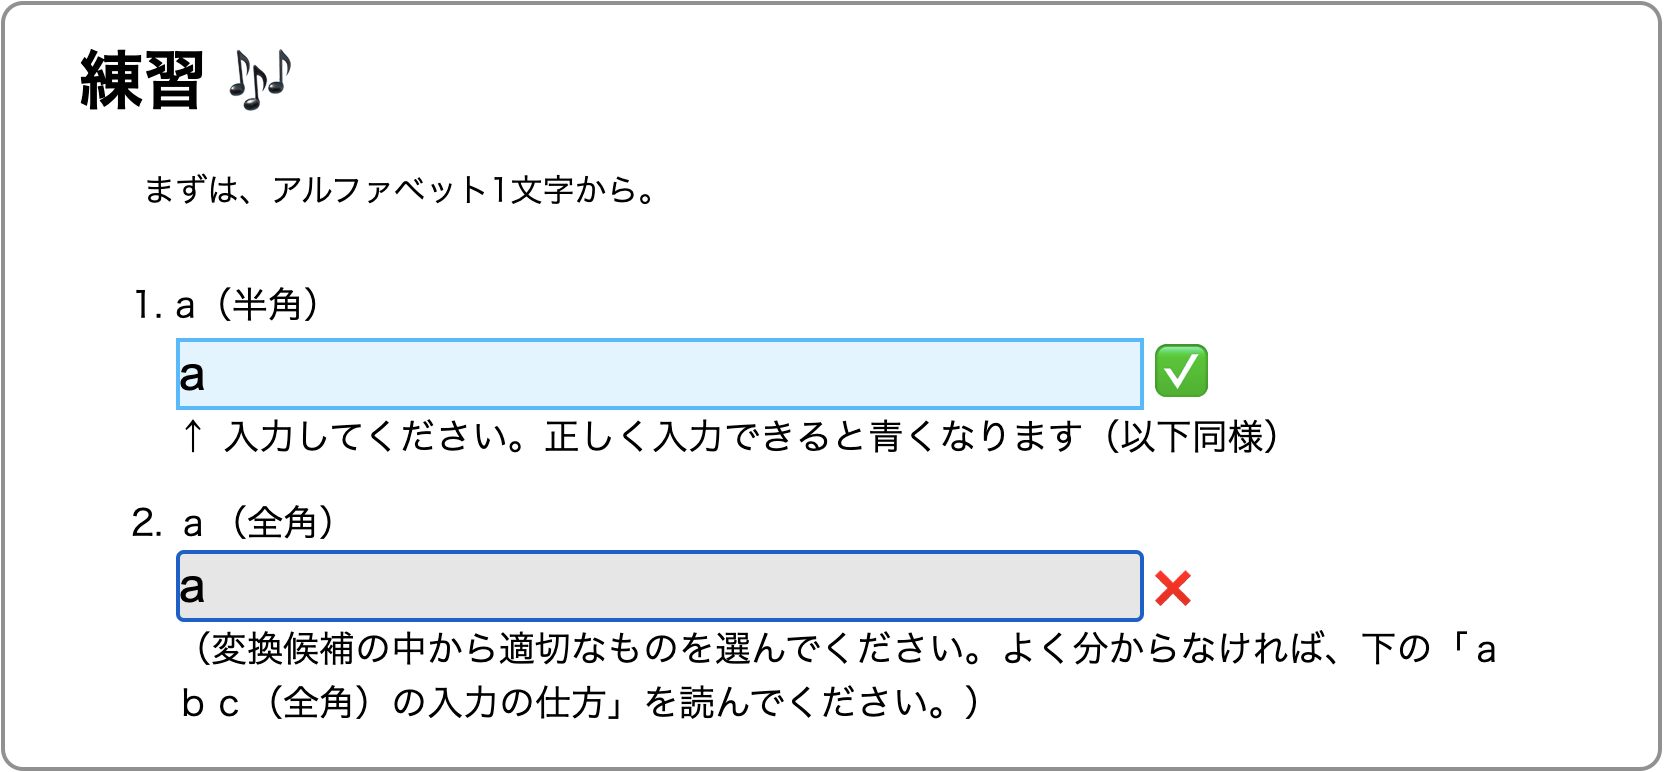 練習 🎶
まずは、アルファベット1文字から。
1. a（半角）
a ✅
↑ 入力してください。正しく入力できると青くなります（以下同様）
2. ａ（全角）
a ❌
（変換候補の中から適切なものを選んでください。よく分からなければ、下の「ａ
ｂｃ（全角）の入力の仕方」を読んでください。）